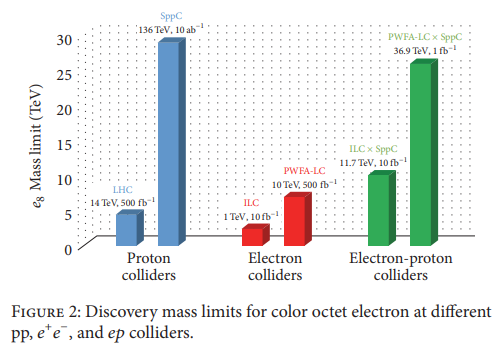 SppC
136 TeV, 10 ab⁻¹
PWFA-LC × SppC
36.9 TeV, 1 fb⁻¹
ILC × SppC
11.7 TeV, 10 fb⁻¹
PWFA-LC
10 TeV, 500 fb⁻¹
LHC
14 TeV, 500 fb⁻¹
ILC
1 TeV, 10 fb⁻¹
e₈ Mass limit (TeV)
30
25
20
15
10
5
0
Proton
colliders
Electron
colliders
Electron-proton
colliders
FIGURE 2: Discovery mass limits for color octet electron at different
pp, e⁺e⁻, and ep colliders.